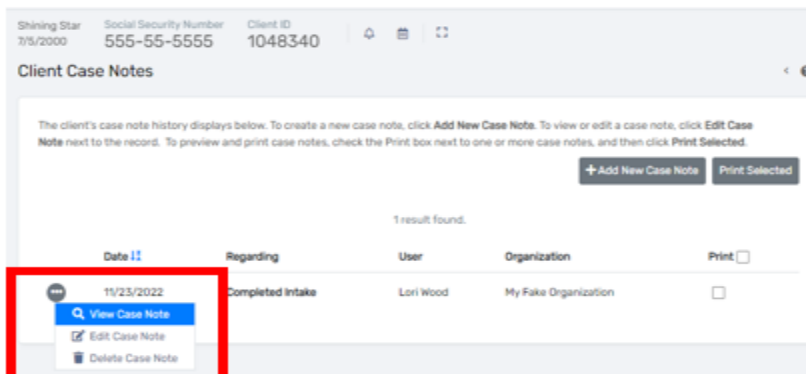 Shining Star Social Security Number Client ID
7/5/2000 555-55-5555 1048340
Client Case Notes
The client's case note history displays below. To create a new case note, click Add New Case Note. To view or edit a case note, click Edit Case
Note next to the record. To preview and print case notes, check the Print box next to one or more case notes, and then click Print Selected.
+ Add New Case Note Print Selected
1 result found.
Date Regarding User Organization Print
11/23/2022 Completed Intake Lori Wood My Fake Organization
View Case Note
Edit Case Note
Delete Case Note